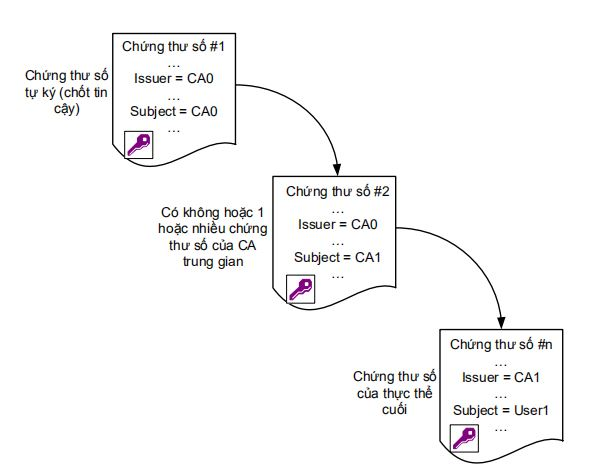 Chứng thư số #1
...
Issuer = CA0
...
Subject = CA0
...
Chứng thư số
tự ký (chốt tin
cậy)
Chứng thư số #2
...
Issuer = CA0
...
Subject = CA1
...
Có không hoặc 1
hoặc nhiều chứng
thư số của CA
trung gian
Chứng thư số #n
...
Issuer = CA1
...
Subject = User1
...
Chứng thư số
của thực thể
cuối